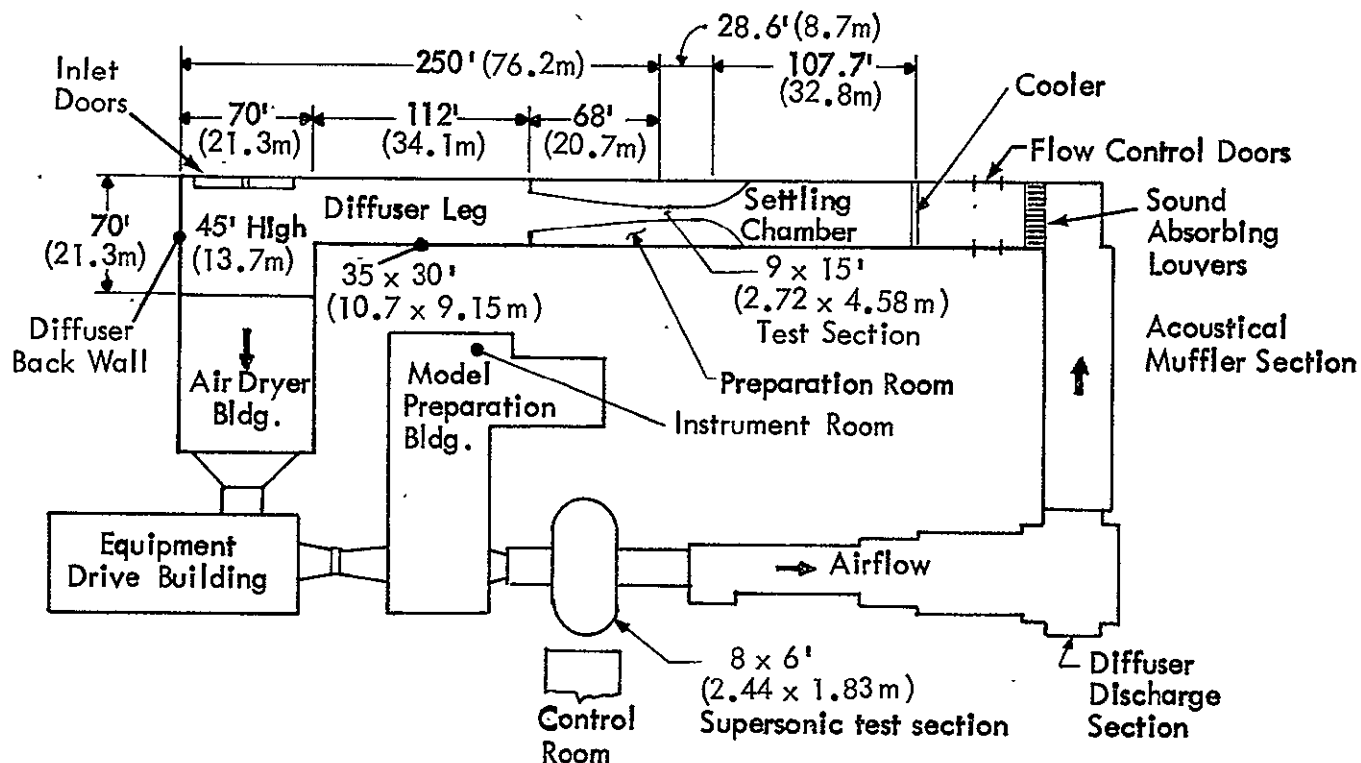 28.6'(8.7m)
250'(76.2m)
107.7'
(32.8m)
Inlet
Doors
70'
(21.3m)
112'
(34.1m)
68'
(20.7m)
Cooler
Flow Control Doors
70'
(21.3m)
45' High
(13.7m)
Diffuser Leg
Settling
Chamber
Sound
Absorbing
Louvers
35 x 30'
(10.7 x 9.15m)
9 x 15'
(2.72 x 4.58m)
Test Section
Diffuser
Back Wall
Acoustical
Muffler Section
Air Dryer
Bldg.
Model
Preparation
Bldg.
Preparation Room
Instrument Room
Equipment
Drive Building
Airflow
8 x 6'
(2.44 x 1.83m)
Supersonic test section
Control
Room
Diffuser
Discharge
Section